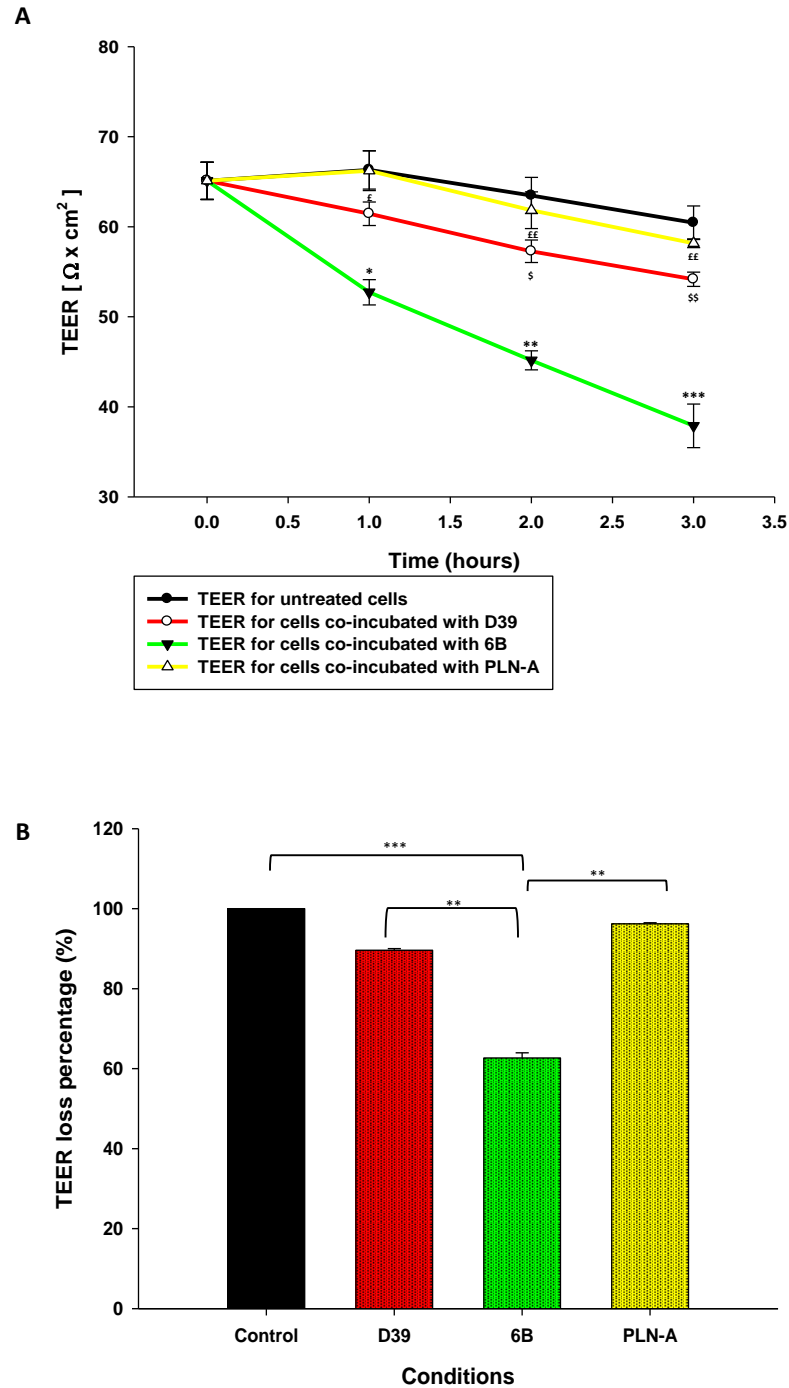 A
80
70
60
50
40
30
TEER [ Ω x cm² ]
£
*
££
$
**
££
$$
***
0.0 0.5 1.0 1.5 2.0 2.5 3.0 3.5
Time (hours)
TEER for untreated cells
TEER for cells co-incubated with D39
TEER for cells co-incubated with 6B
TEER for cells co-incubated with PLN-A
B
120
100
80
60
40
20
0
TEER loss percentage (%)
***
**
**
Control D39 6B PLN-A
Conditions